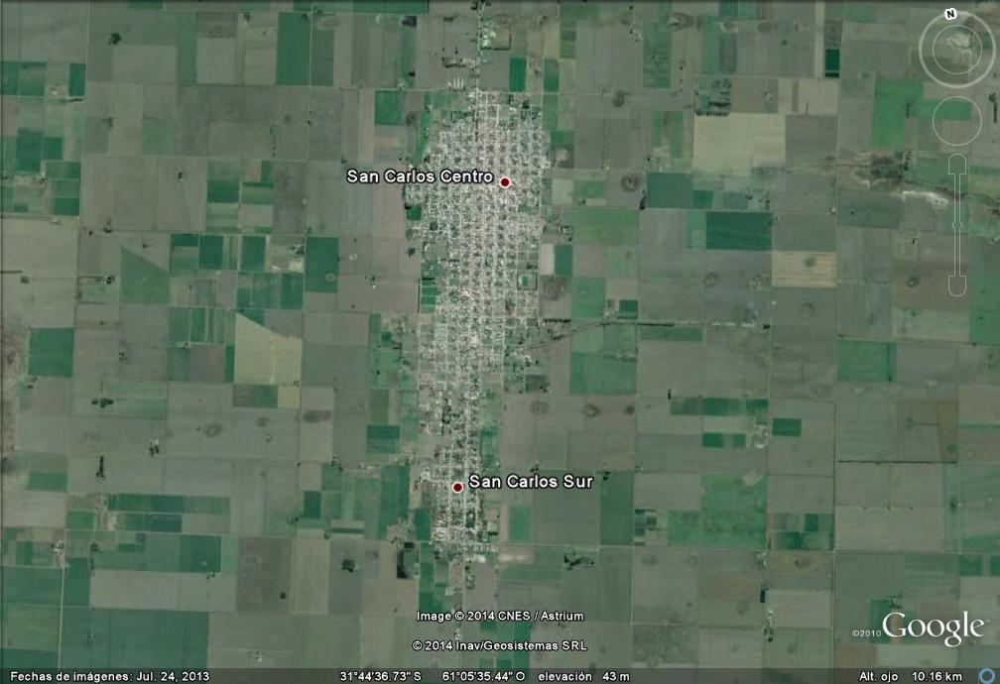 N
San Carlos Centro
San Carlos Sur
Image © 2014 CNES / Astrium
© 2014 Inav/Geosistemas SRL
©2010 Google™
Fechas de imágenes: Jul. 24, 2013 31°44'36.73" S 61°05'35.44" O elevación 43 m Alt. ojo 10.16 km